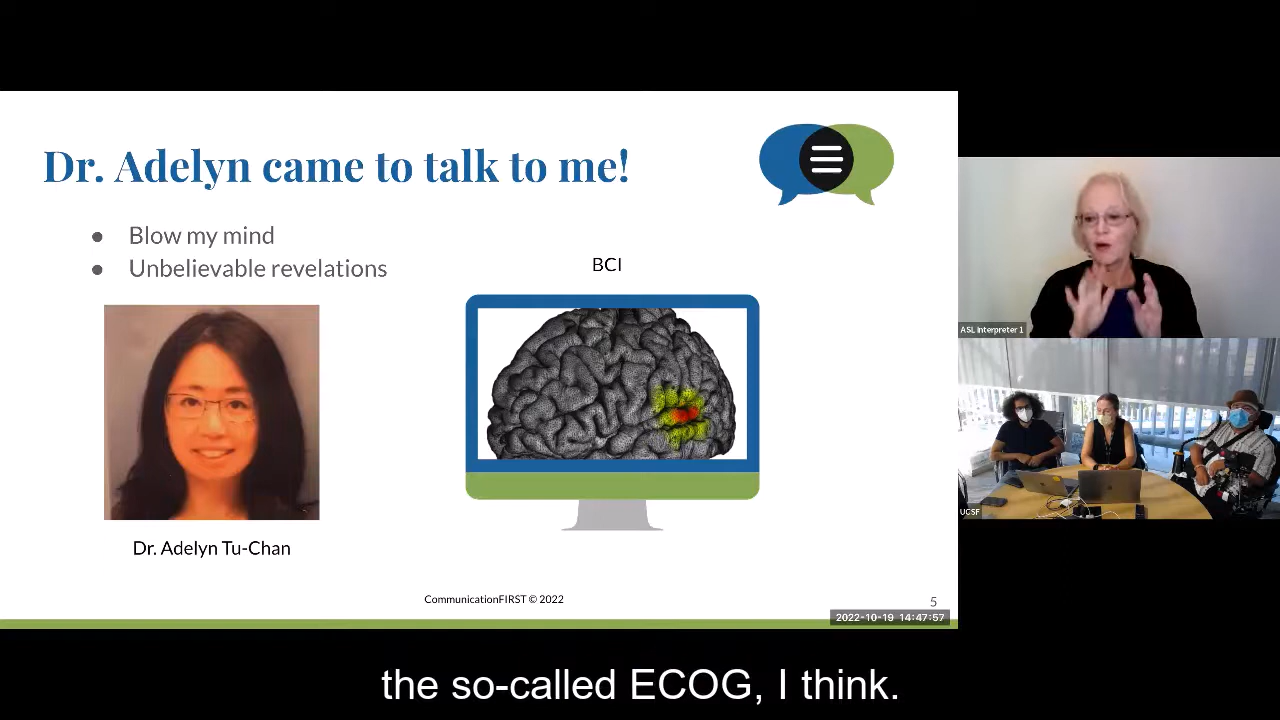 Dr. Adelyn came to talk to me!
● Blow my mind
● Unbelievable revelations
BCI
Dr. Adelyn Tu-Chan
CommunicationFIRST © 2022
5
2022-10-19 14:47:57
ASL Interpreter 1
UCSF
the so-called ECOG, I think.